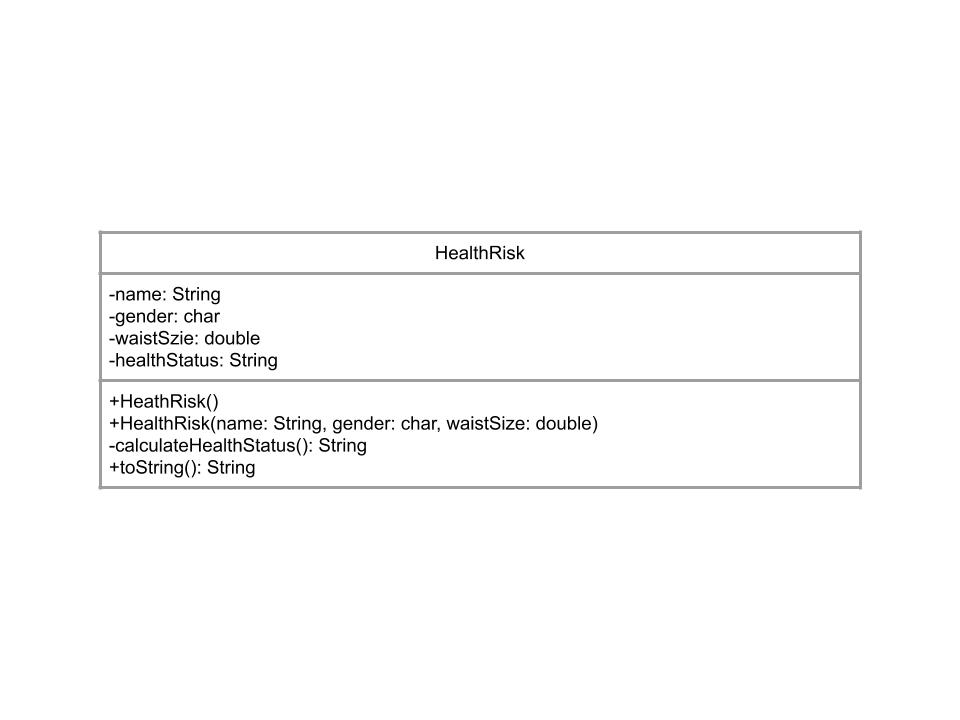 HealthRisk
-name: String
-gender: char
-waistSzie: double
-healthStatus: String
+HeathRisk()
+HealthRisk(name: String, gender: char, waistSize: double)
-calculateHealthStatus(): String
+toString(): String